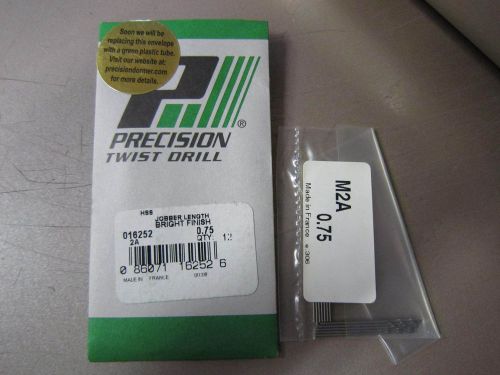 Soon we will be
replacing this envelope
with a green plastic tube.
Visit our website at:
precisiondormer.com
for more details.
P
®
PRECISION
TWIST DRILL
HSS
JOBBER LENGTH
BRIGHT FINISH
016252 0.75
2A QTY. 12
0 86071 16252 6
MADE IN FRANCE
M2A
0.75
Made in France